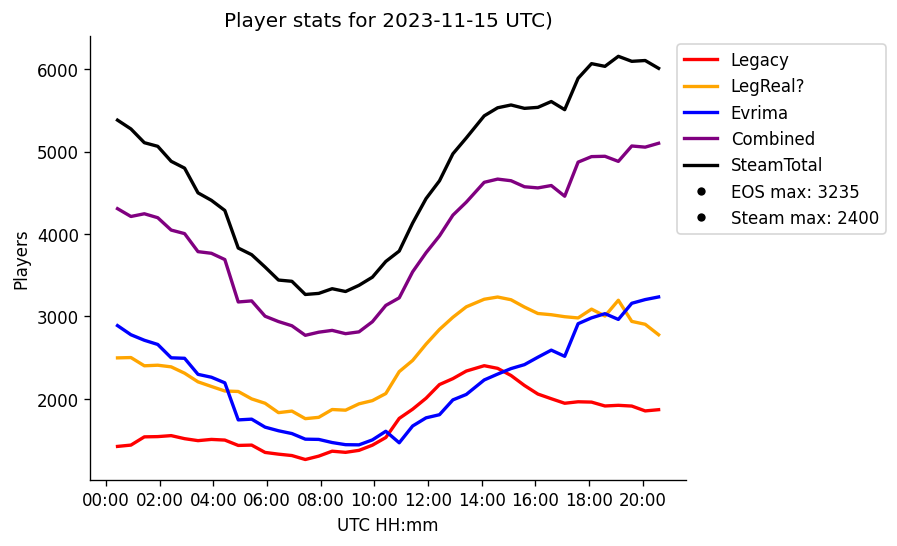 Player stats for 2023-11-15 UTC)
Legacy
LegReal?
Evrima
Combined
SteamTotal
EOS max: 3235
Steam max: 2400
Players
6000
5000
4000
3000
2000
00:00 02:00 04:00 06:00 08:00 10:00 12:00 14:00 16:00 18:00 20:00
UTC HH:mm